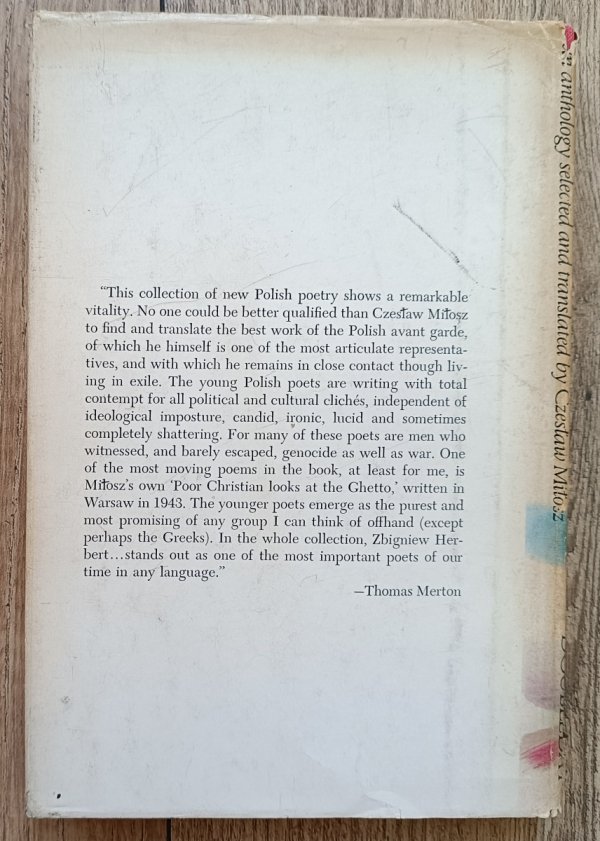 “This collection of new Polish poetry shows a remarkable
vitality. No one could be better qualified than Czesław Miłosz
to find and translate the best work of the Polish avant garde,
of which he himself is one of the most articulate representa-
tives, and with which he remains in close contact though liv-
ing in exile. The young Polish poets are writing with total
contempt for all political and cultural clichés, independent of
ideological imposture, candid, ironic, lucid and sometimes
completely shattering. For many of these poets are men who
witnessed, and barely escaped, genocide as well as war. One
of the most moving poems in the book, at least for me, is
Miłosz’s own ‘Poor Christian looks at the Ghetto,’ written in
Warsaw in 1943. The younger poets emerge as the purest and
most promising of any group I can think of offhand (except
perhaps the Greeks). In the whole collection, Zbigniew Her-
bert...stands out as one of the most important poets of our
time in any language.”
—Thomas Merton
anthology selected and translated by Czesław Miłosz